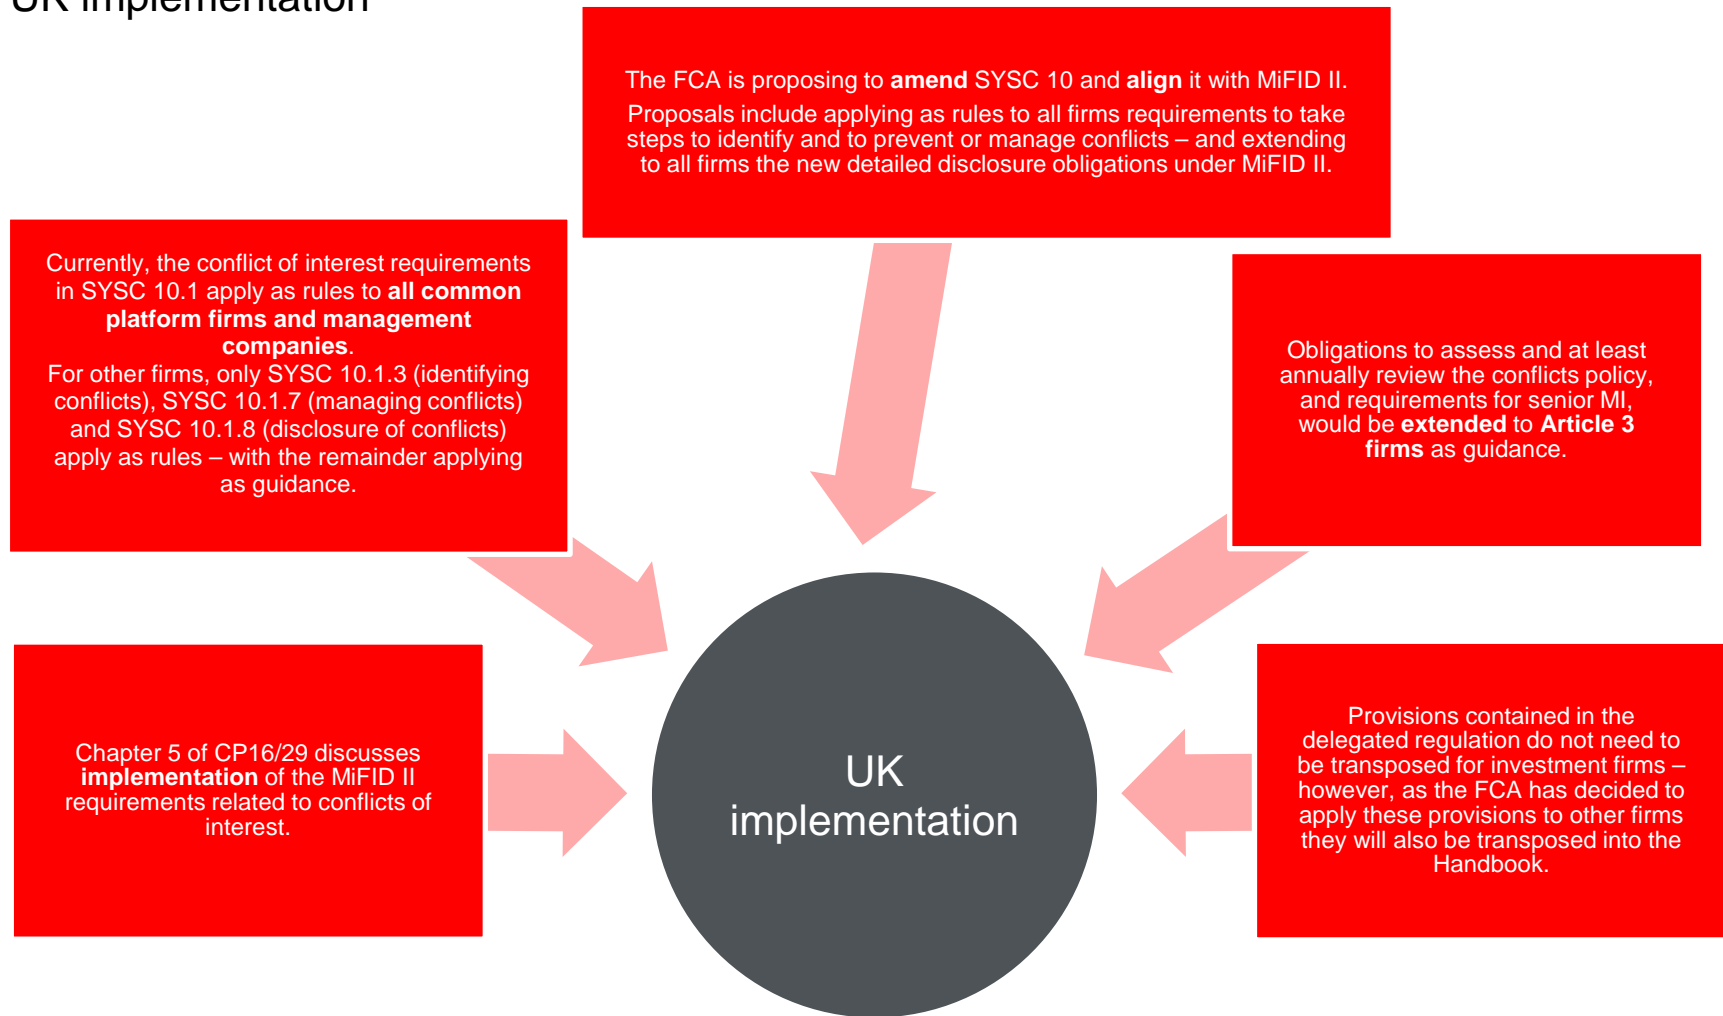 UK implementation
The FCA is proposing to amend SYSC 10 and align it with MiFID II.
Proposals include applying as rules to all firms requirements to take
steps to identify and to prevent or manage conflicts – and extending
to all firms the new detailed disclosure obligations under MiFID II.
Currently, the conflict of interest requirements
in SYSC 10.1 apply as rules to all common
platform firms and management
companies.
For other firms, only SYSC 10.1.3 (identifying
conflicts), SYSC 10.1.7 (managing conflicts)
and SYSC 10.1.8 (disclosure of conflicts)
apply as rules – with the remainder applying
as guidance.
Obligations to assess and at least
annually review the conflicts policy,
and requirements for senior MI,
would be extended to Article 3
firms as guidance.
Chapter 5 of CP16/29 discusses
implementation of the MiFID II
requirements related to conflicts of
interest.
UK
implementation
Provisions contained in the
delegated regulation do not need to
be transposed for investment firms –
however, as the FCA has decided to
apply these provisions to other firms
they will also be transposed into the
Handbook.